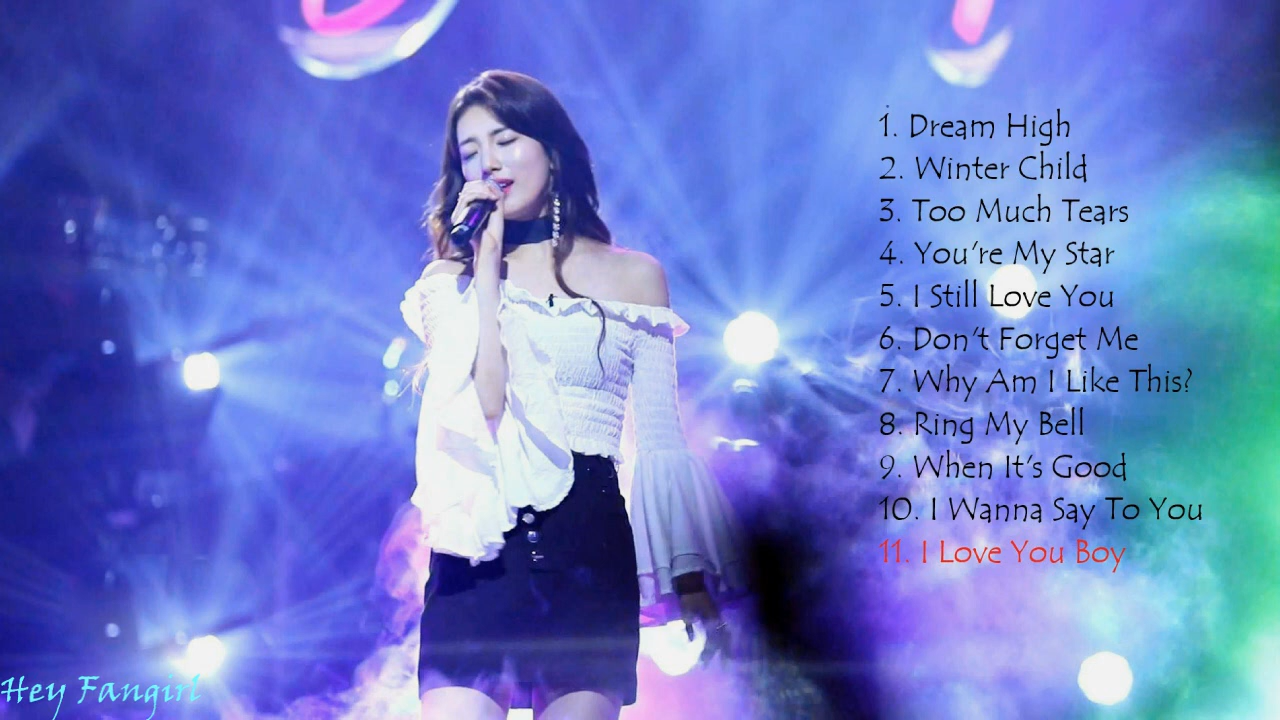 1. Dream High
2. Winter Child
3. Too Much Tears
4. You're My Star
5. I Still Love You
6. Don't Forget Me
7. Why Am I Like This?
8. Ring My Bell
9. When It's Good
10. I Wanna Say To You
11. I Love You Boy
Hey Fangirl